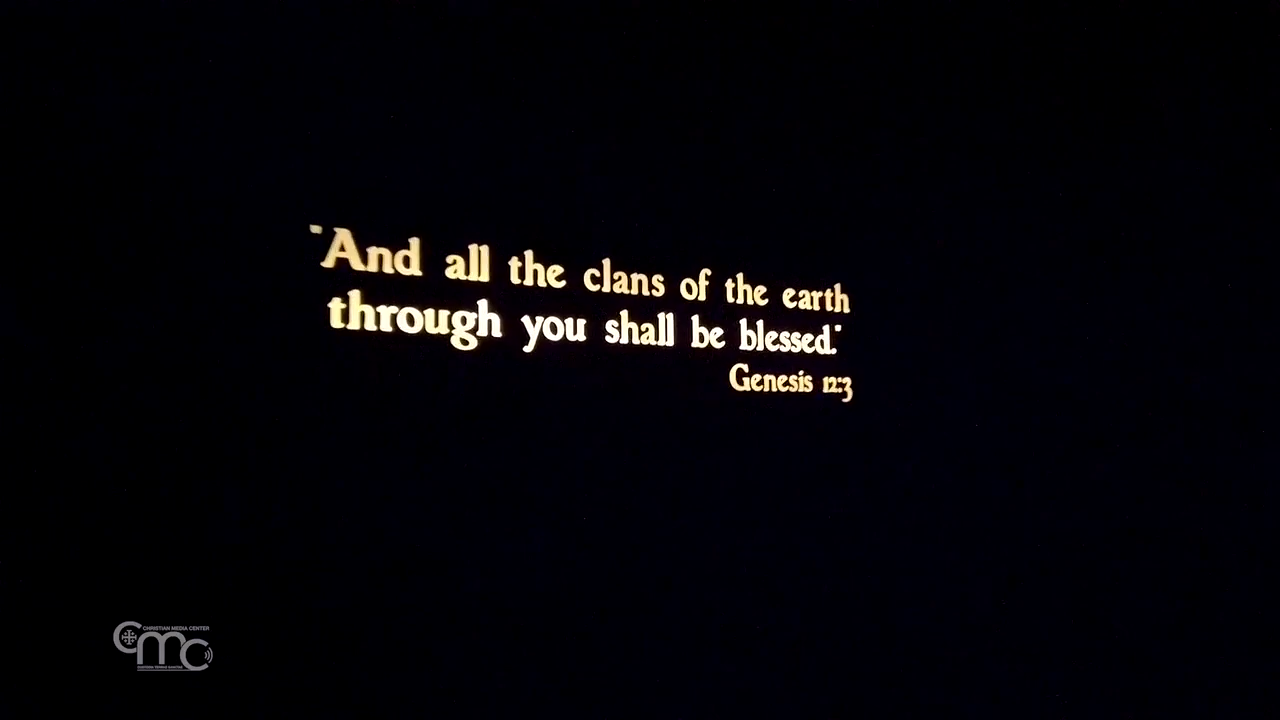 "And all the clans of the earth
through you shall be blessed."
Genesis 12:3
CHRISTIAN MEDIA CENTER
CMC